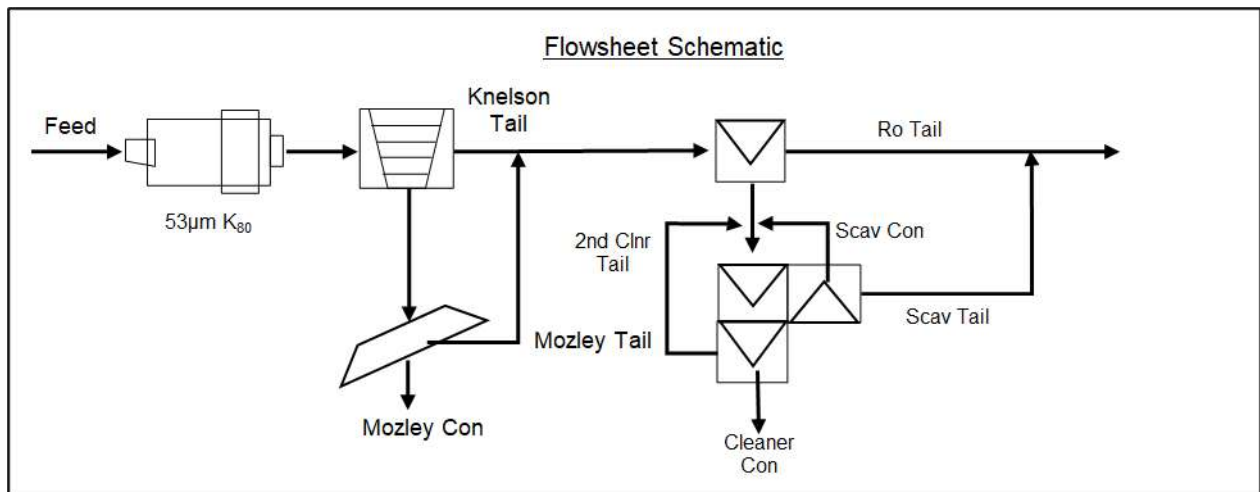 Flowsheet Schematic
Feed
53µm K80
Knelson
Tail
Mozley Tail
Mozley Con
Ro Tail
2nd Clnr
Tail
Scav Con
Scav Tail
Cleaner
Con